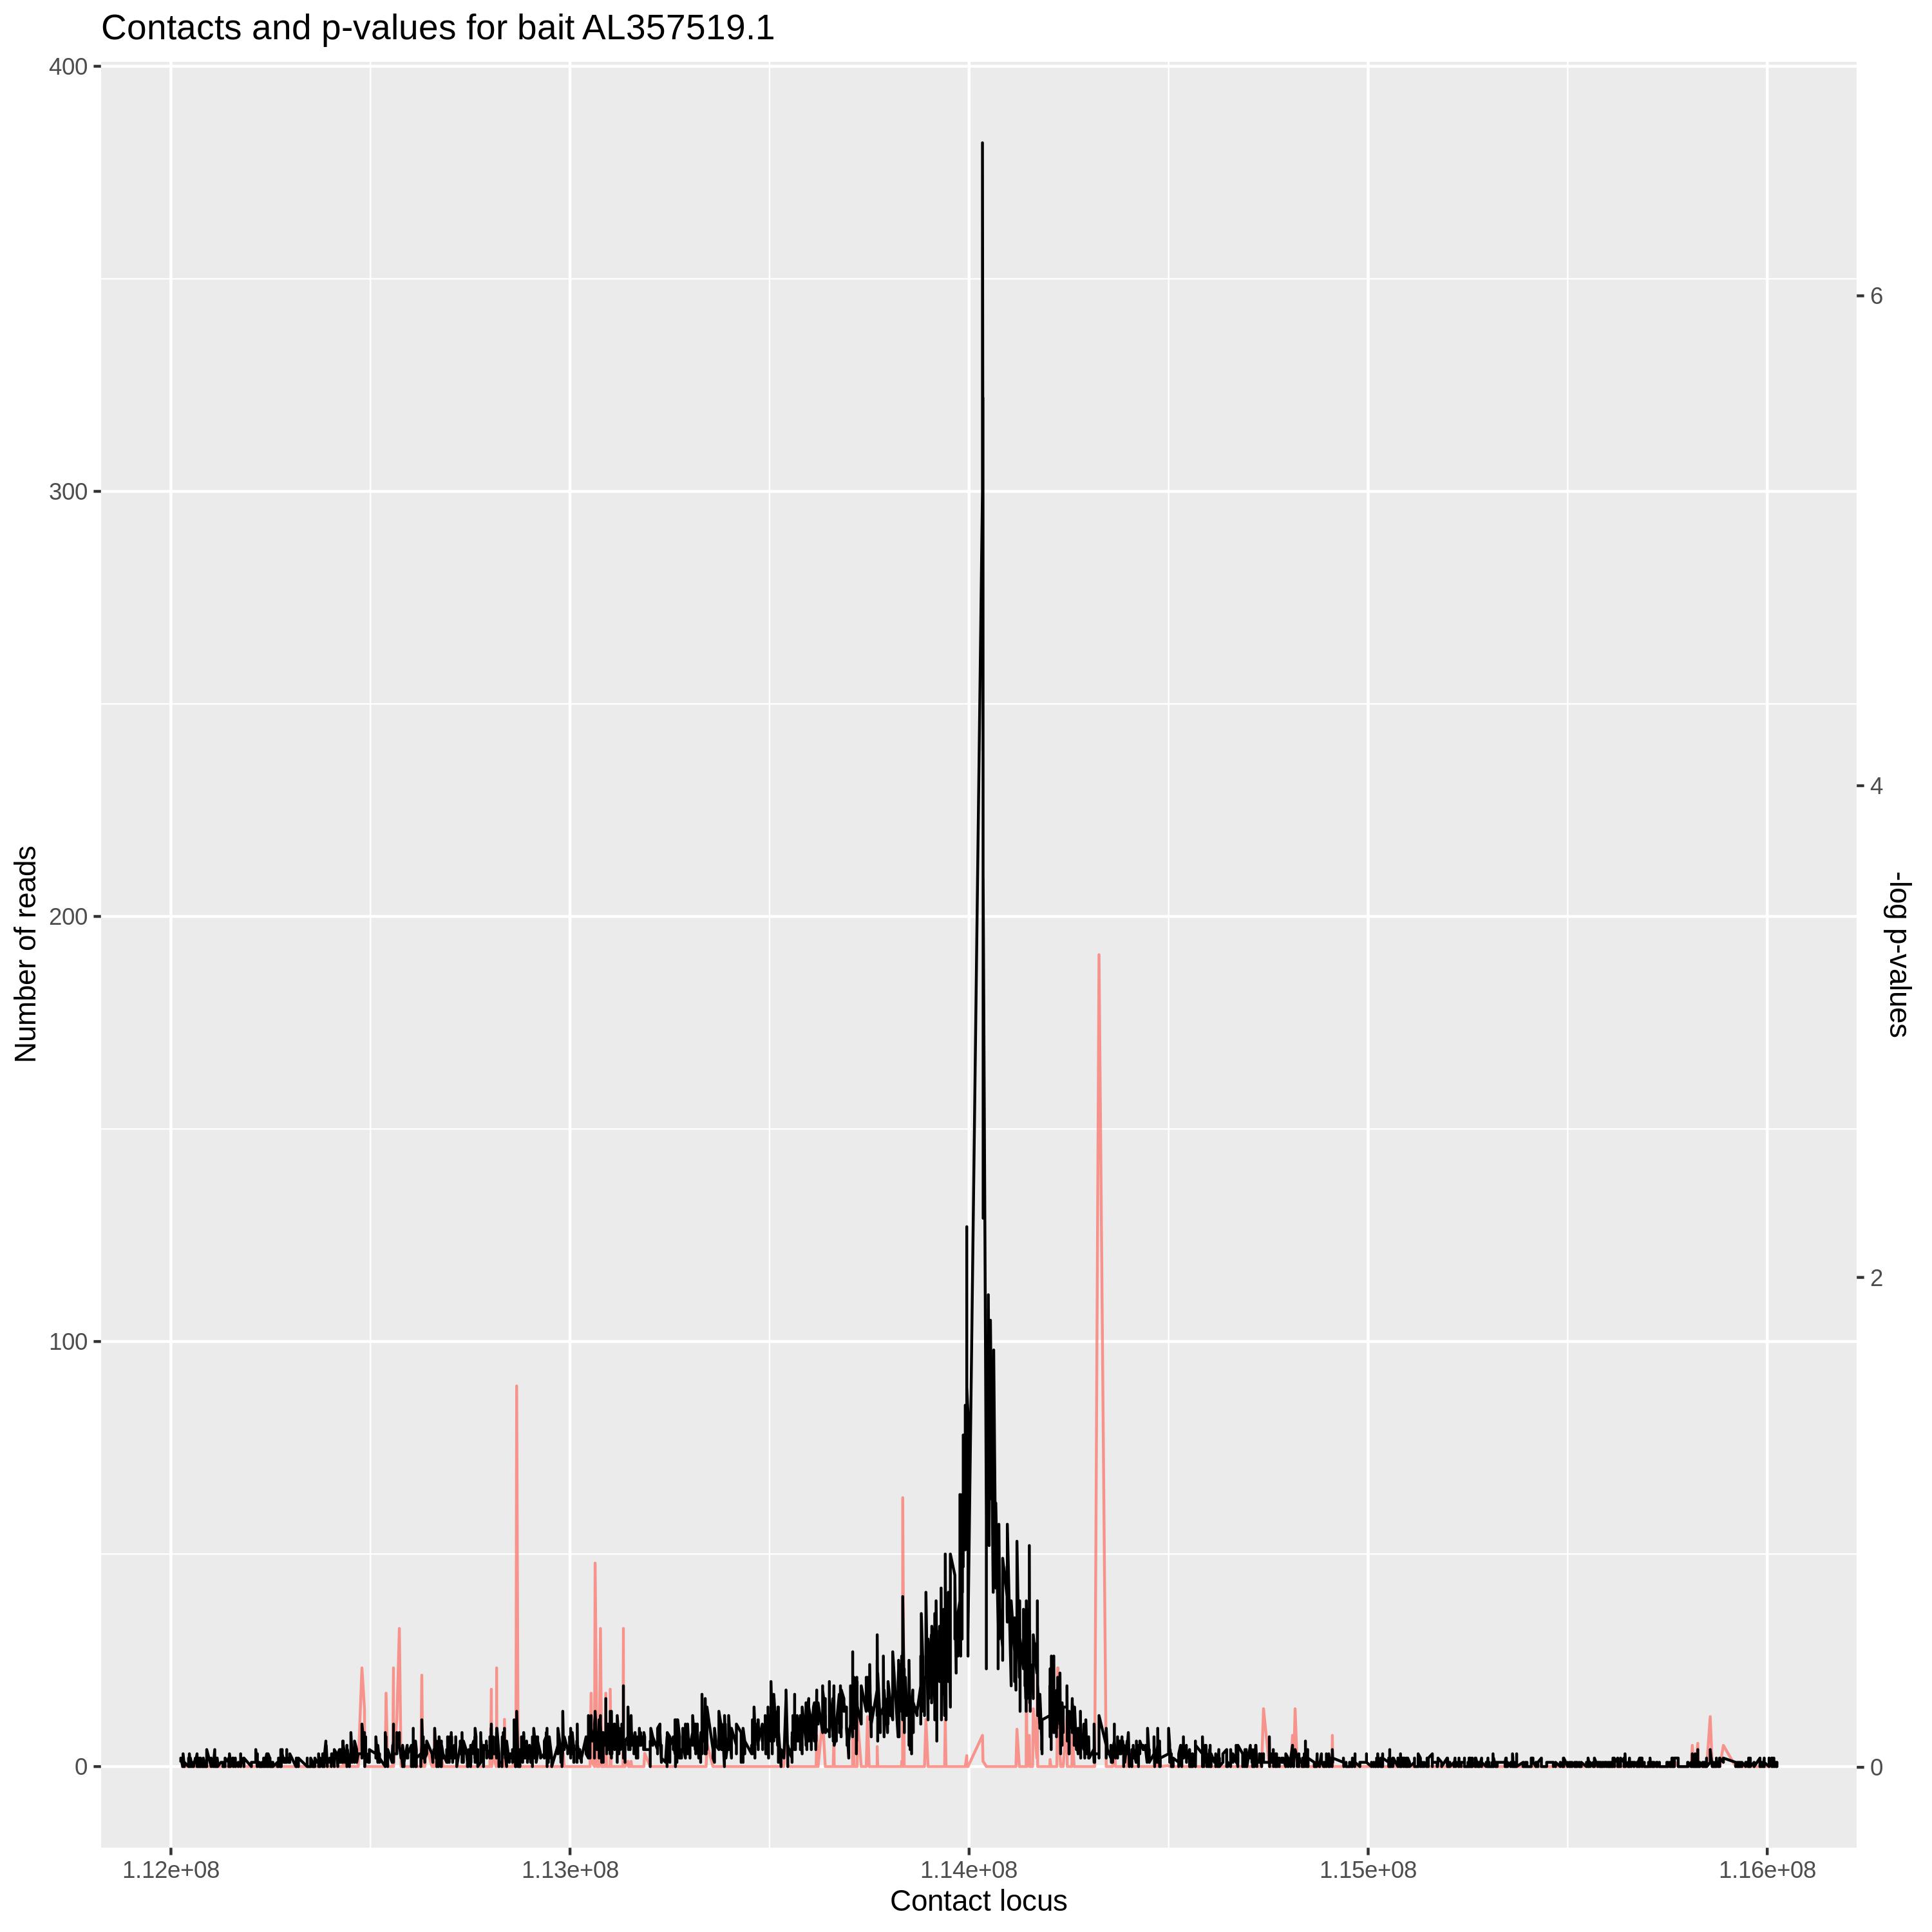 Contacts and p-values for bait AL357519.1
400
300
200
100
0
Number of reads
6
4
2
0
-log p-values
1.12e+08 1.13e+08 1.14e+08 1.15e+08 1.16e+08
Contact locus